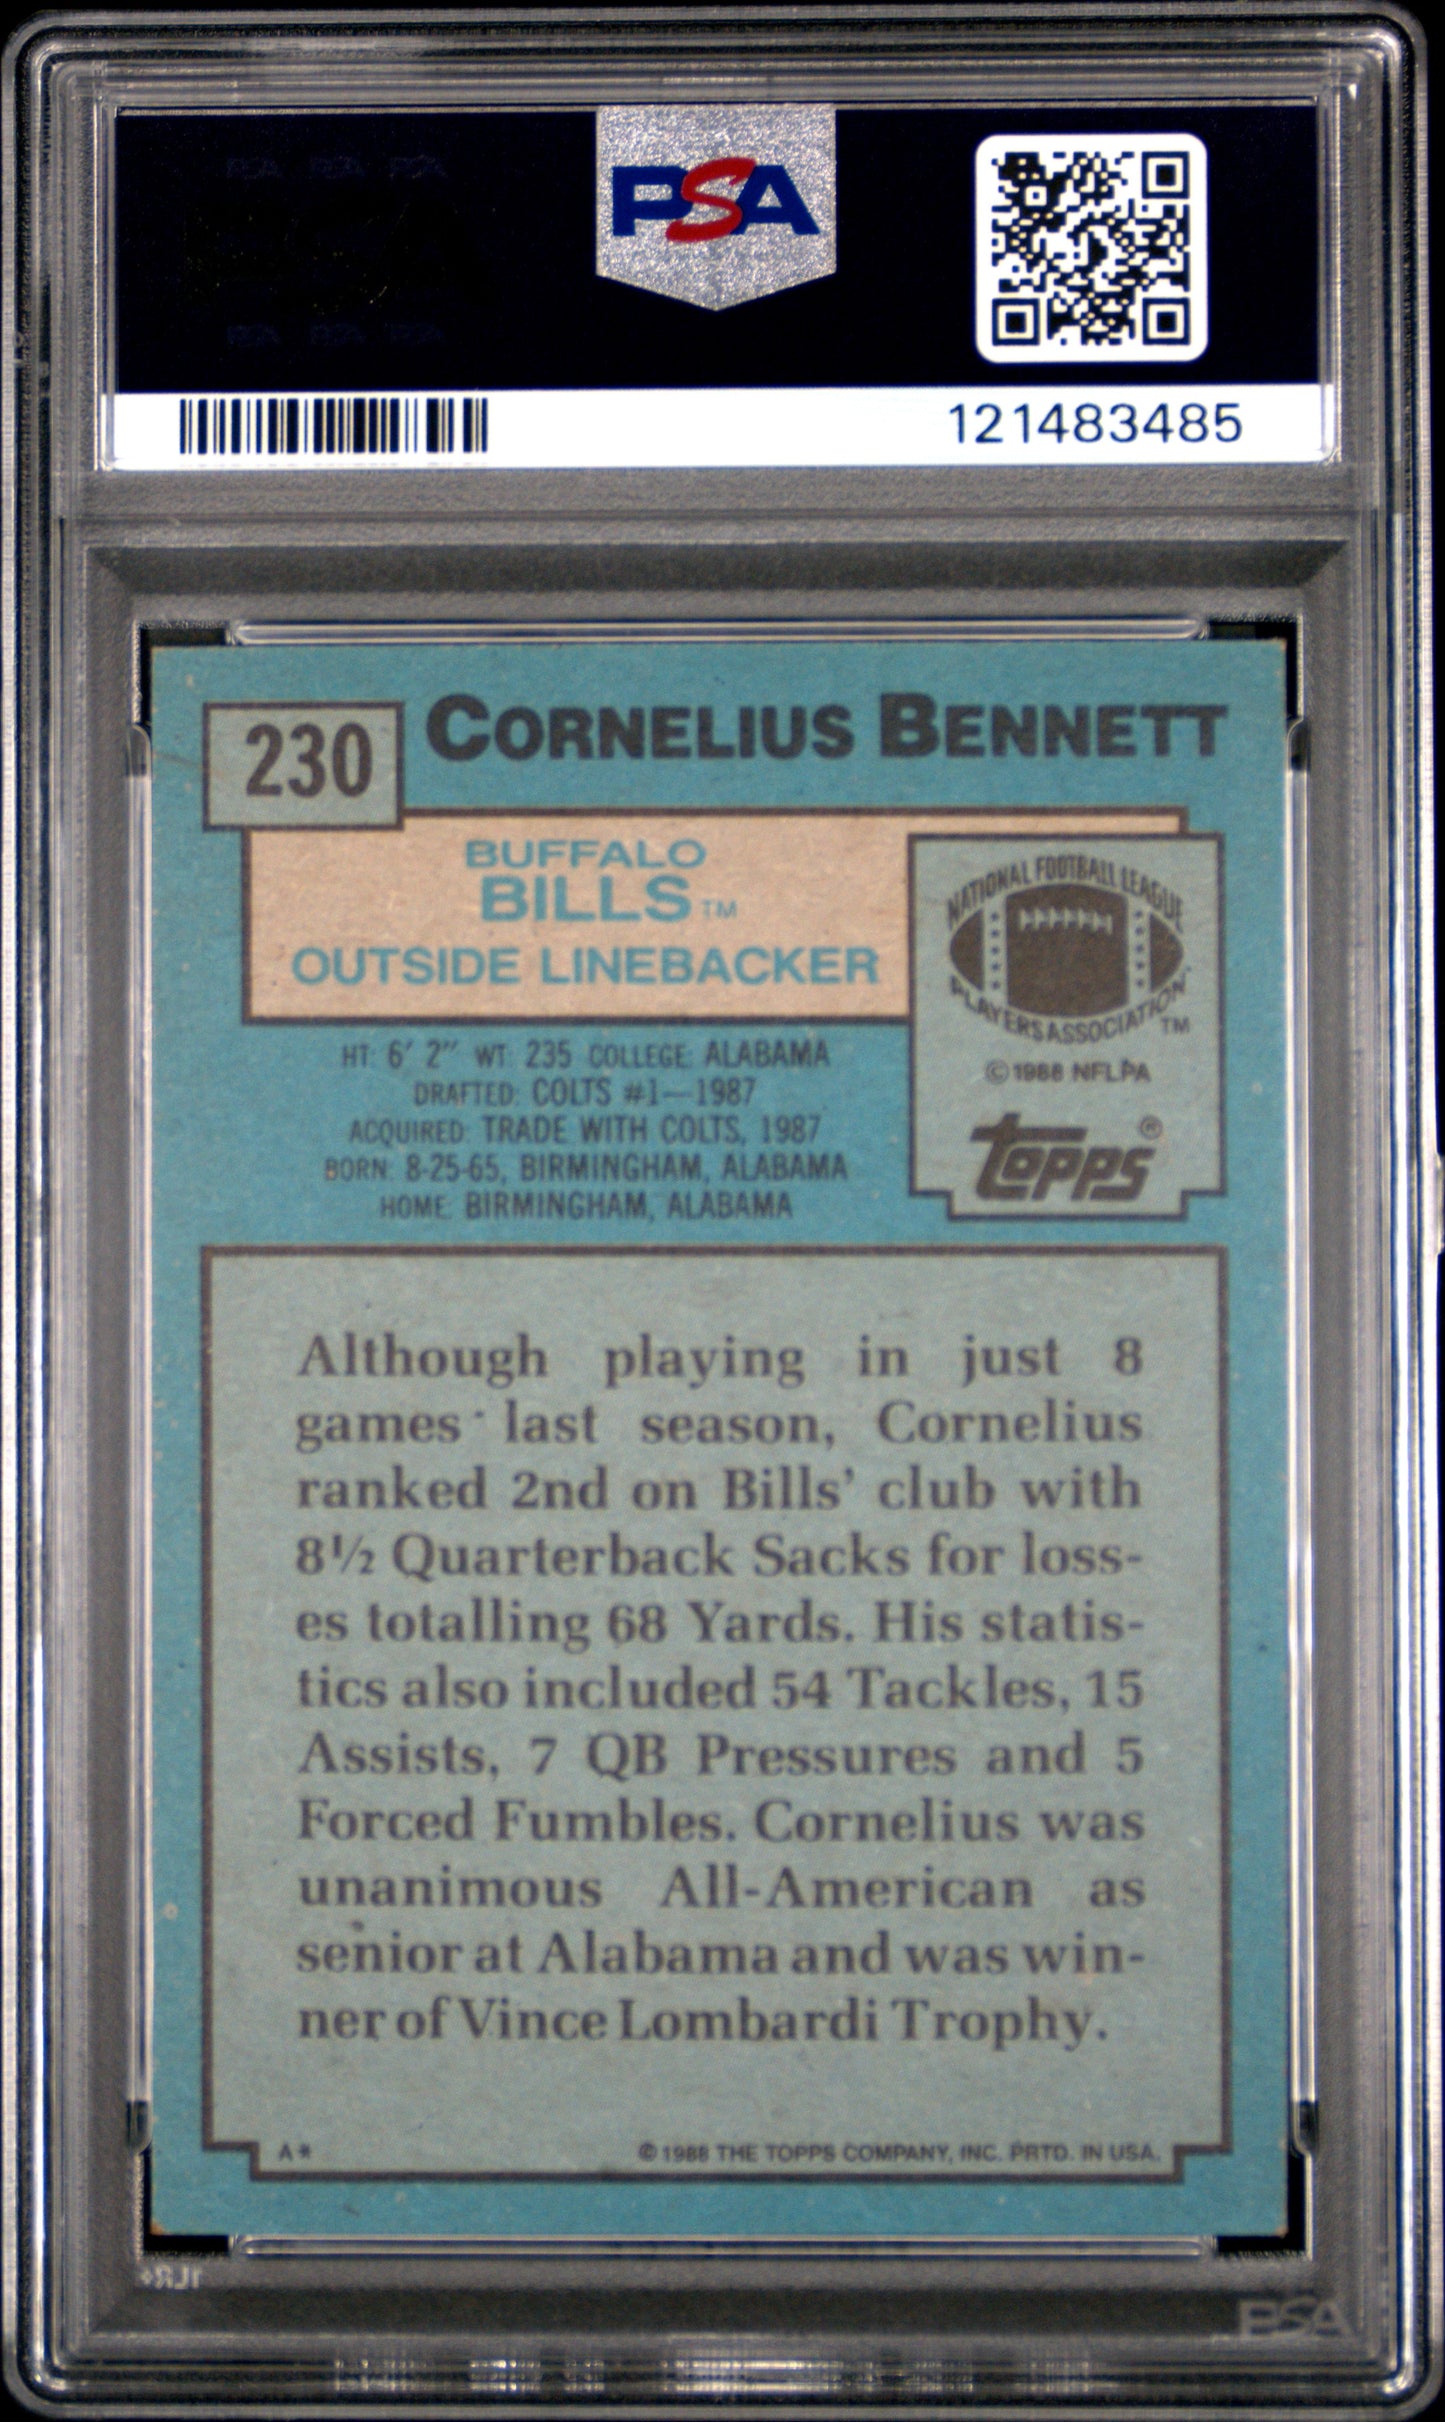 PSA
121483485
230 CORNELIUS BENNETT
BUFFALO
BILLS TM
OUTSIDE LINEBACKER
NATIONAL FOOTBALL LEAGUE
PLAYERS ASSOCIATION TM
© 1988 NFLPA
topps®
HT: 6' 2" WT: 235 COLLEGE: ALABAMA
DRAFTED: COLTS #1—1987
ACQUIRED: TRADE WITH COLTS, 1987
BORN: 8-25-65, BIRMINGHAM, ALABAMA
HOME: BIRMINGHAM, ALABAMA
Although playing in just 8
games last season, Cornelius
ranked 2nd on Bills' club with
8½ Quarterback Sacks for loss-
es totalling 68 Yards. His statis-
tics also included 54 Tackles, 15
Assists, 7 QB Pressures and 5
Forced Fumbles. Cornelius was
unanimous All-American as
senior at Alabama and was win-
ner of Vince Lombardi Trophy.
A* © 1988 THE TOPPS COMPANY, INC. PRTD. IN USA.
PSA